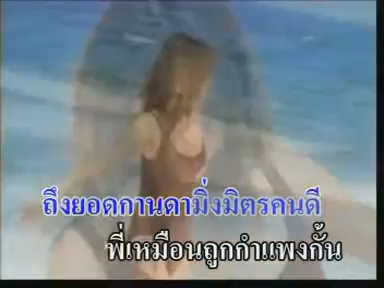 ถึงยอดกานดามิ่งมิตรคนดี
พี่เหมือนถูกกำแพงกั้น